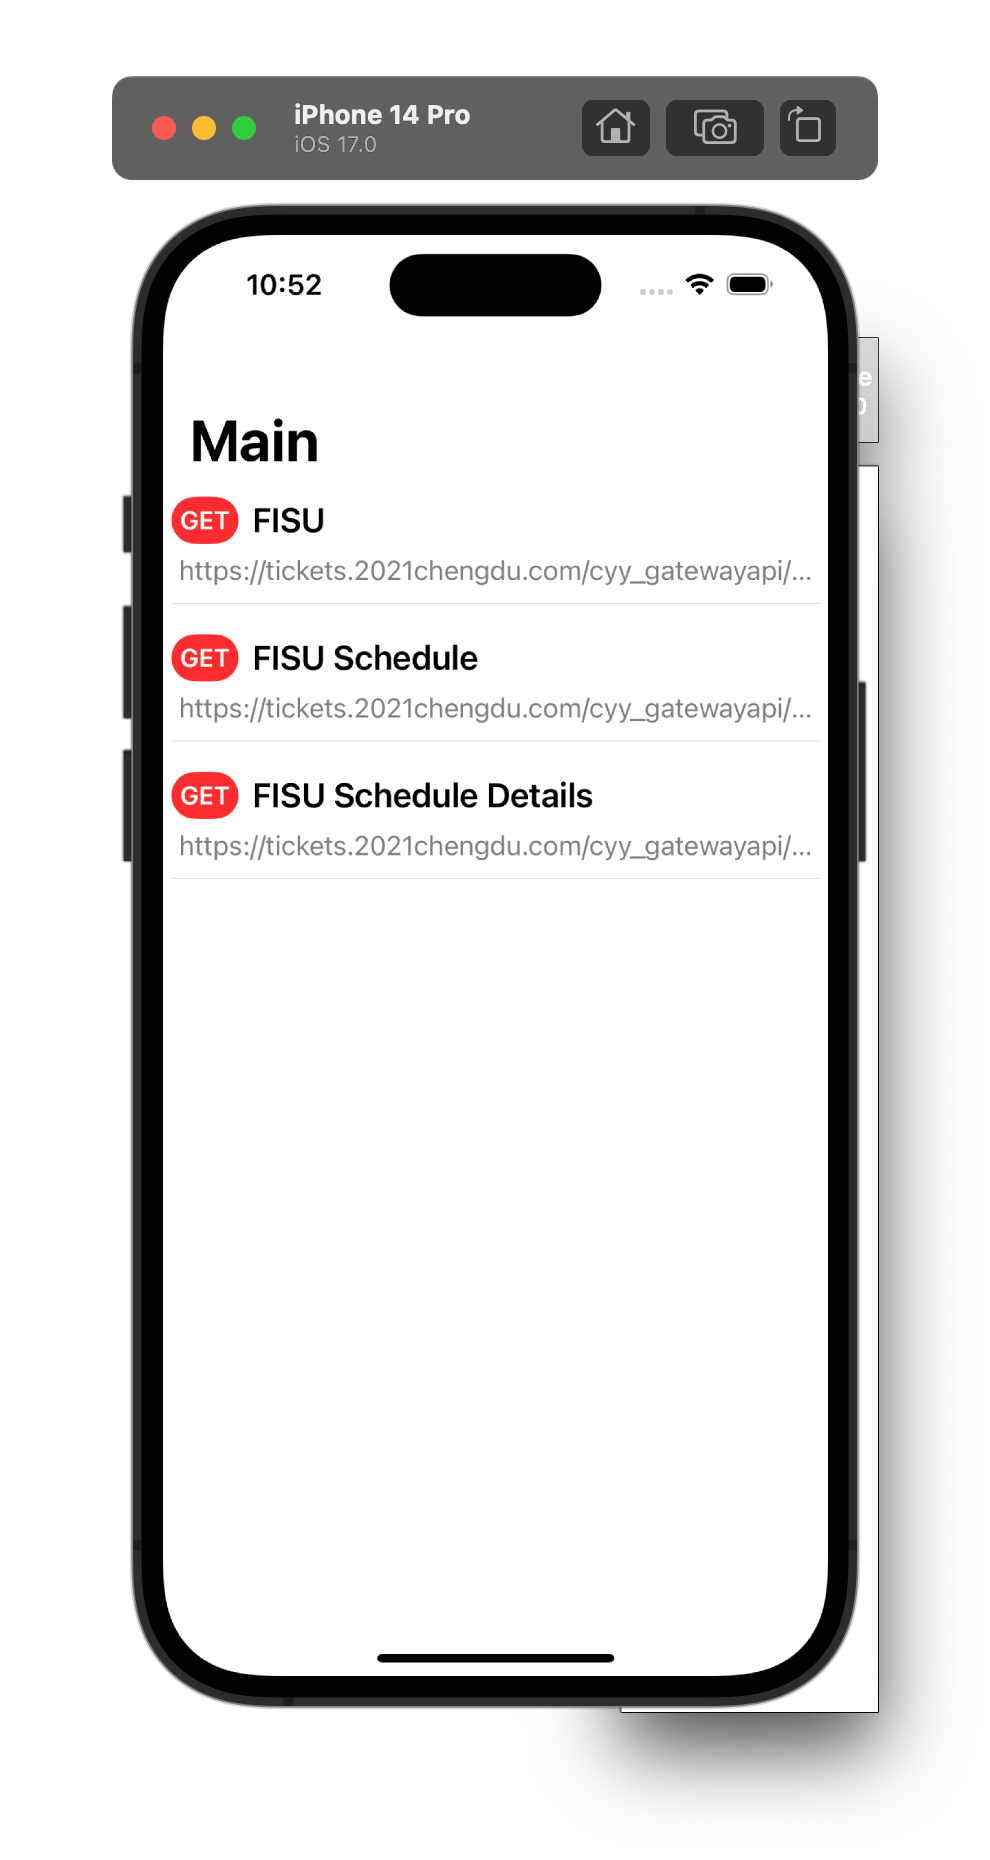 iPhone 14 Pro
iOS 17.0
10:52
Main
GET FISU
https://tickets.2021chengdu.com/cyy_gatewayapi/...
GET FISU Schedule
https://tickets.2021chengdu.com/cyy_gatewayapi/...
GET FISU Schedule Details
https://tickets.2021chengdu.com/cyy_gatewayapi/...